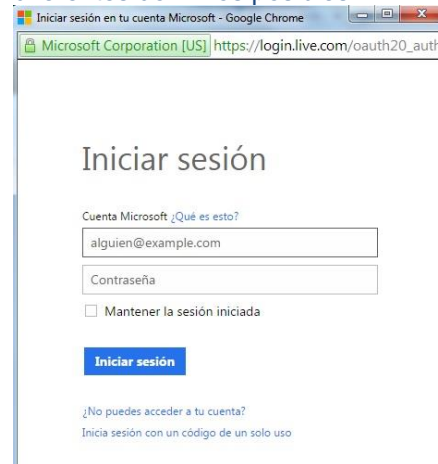 Iniciar sesión en tu cuenta Microsoft - Google Chrome
Microsoft Corporation [US] https://login.live.com/oauth20_auth
Iniciar sesión
Cuenta Microsoft ¿Qué es esto?
alguien@example.com
Contraseña
Mantener la sesión iniciada
Iniciar sesión
¿No puedes acceder a tu cuenta?
Inicia sesión con un código de un solo uso